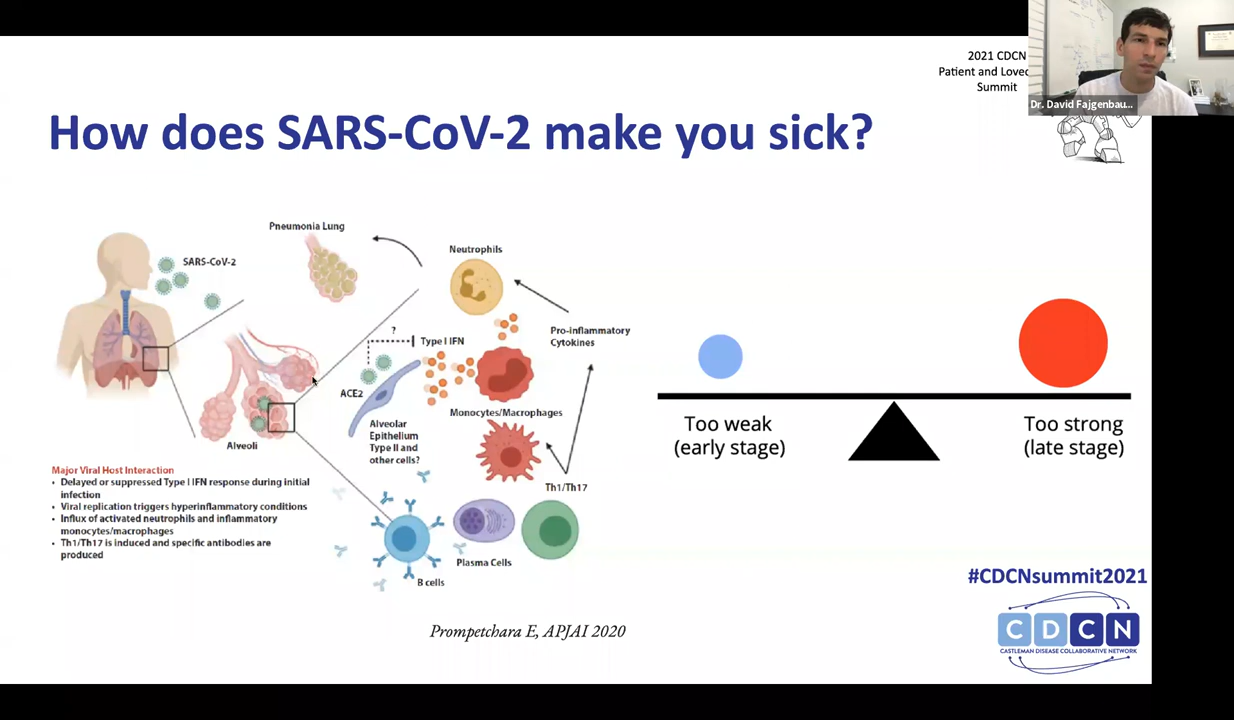 2021 CDCN
Patient and Loved
Summit
Dr. David Fajgenbau...
How does SARS-CoV-2 make you sick?
Pneumonia Lung
SARS-CoV-2
Neutrophils
?
Type I IFN
Pro-inflammatory
Cytokines
ACE2
Monocytes/Macrophages
Alveolar
Epithelium
Type II and
other cells?
Alveoli
Th1/Th17
Plasma Cells
B cells
Major Viral Host Interaction
• Delayed or suppressed Type I IFN response during initial
infection
• Viral replication triggers hyperinflammatory conditions
• Influx of activated neutrophils and inflammatory
monocytes/macrophages
• Th1/Th17 is induced and specific antibodies are
produced
Too weak
(early stage)
Too strong
(late stage)
Prompetchara E, APJAI 2020
#CDCNsummit2021
CDCN
CASTLEMAN DISEASE COLLABORATIVE NETWORK